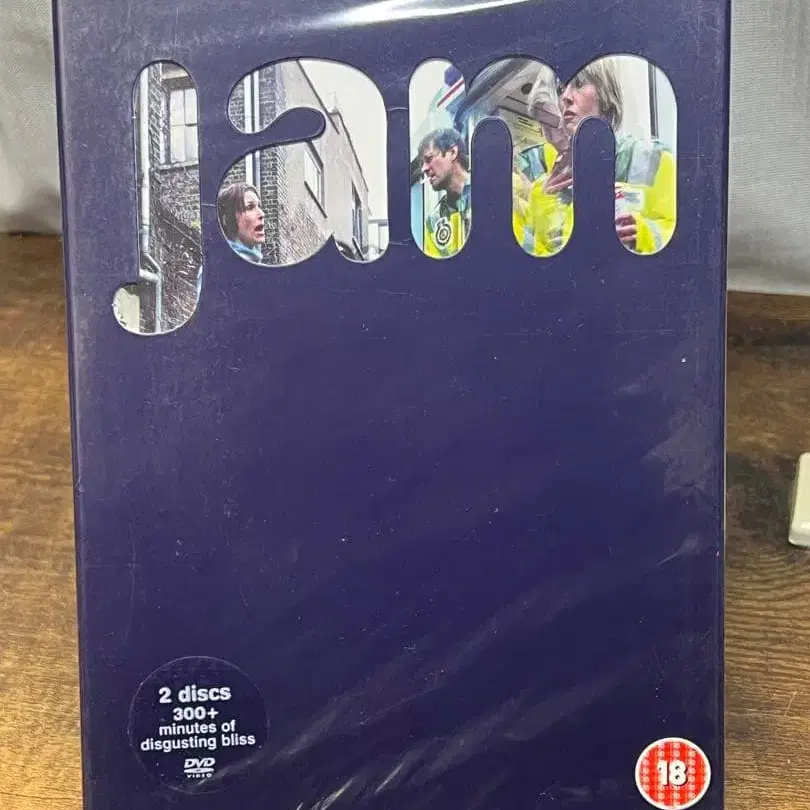 jam
2 discs
300+
minutes of
disgusting bliss
DVD
VIDEO
18